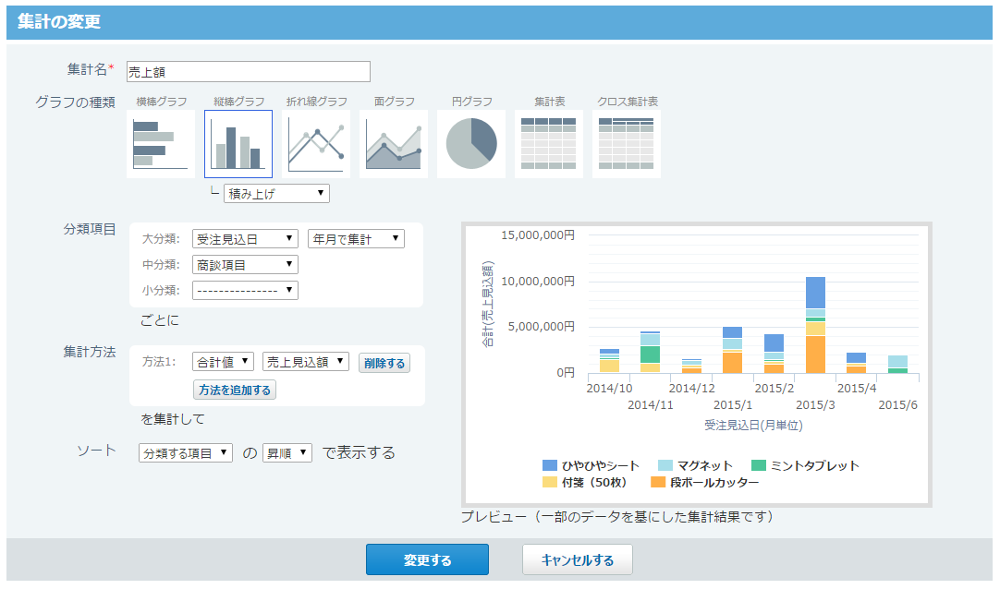 集計の変更
集計名* 売上額
グラフの種類 横棒グラフ 縦棒グラフ 折れ線グラフ 面グラフ 円グラフ 集計表 クロス集計表
積み上げ
分類項目
大分類: 受注見込日 年月で集計
中分類: 商談項目
小分類: ---------------
ごとに
集計方法
方法1: 合計値 売上見込額 削除する
方法を追加する
を集計して
ソート 分類する項目 の 昇順 で表示する
15,000,000円
10,000,000円
5,000,000円
0円
合計(売上見込額)
2014/10 2014/12 2015/2 2015/4
2014/11 2015/1 2015/3 2015/6
受注見込日(月単位)
ひやひやシート マグネット ミントタブレット
付箋（50枚） 段ボールカッター
プレビュー（一部のデータを基にした集計結果です）
変更する キャンセルする